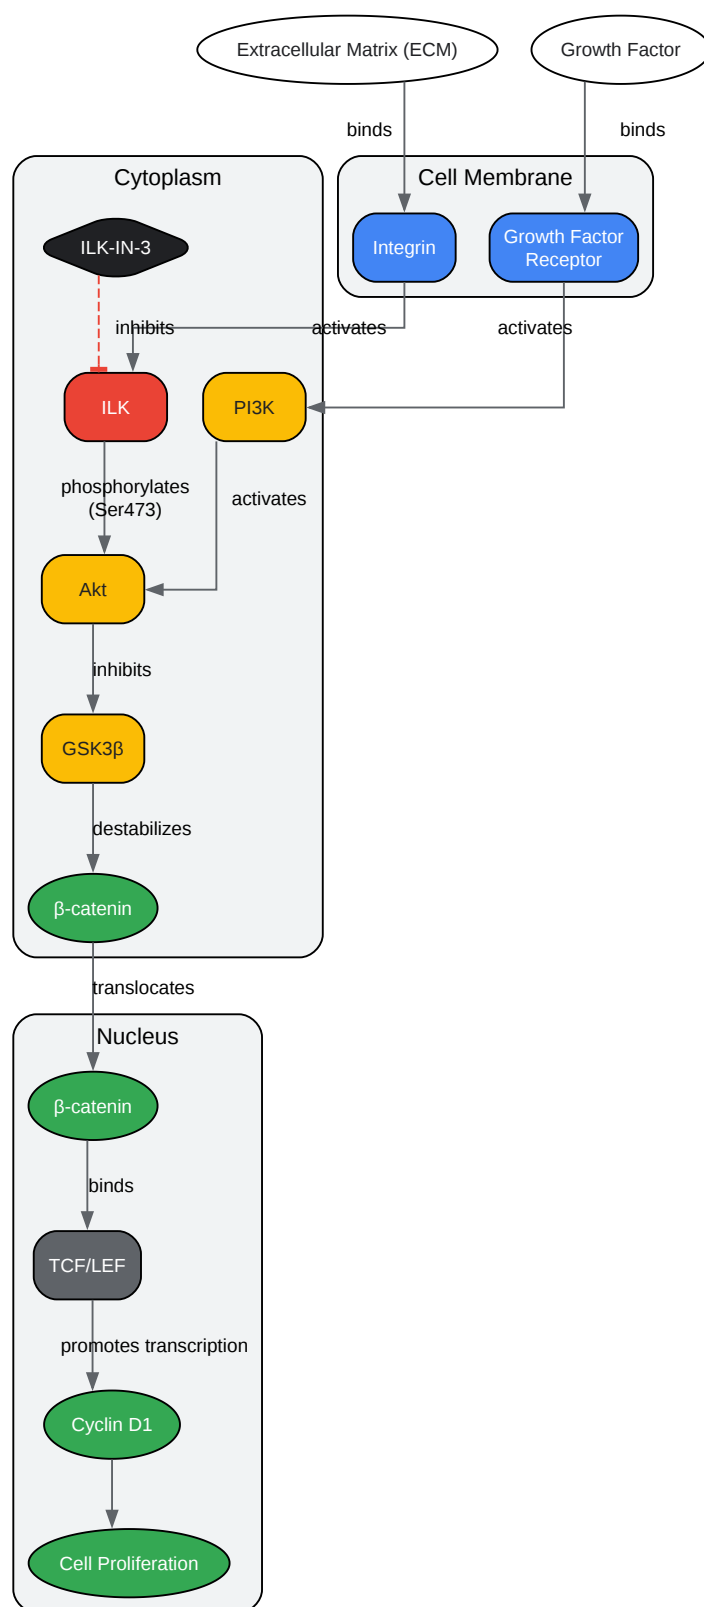 Extracellular Matrix (ECM)
Growth Factor
binds
binds
Cytoplasm
Cell Membrane
ILK-IN-3
Integrin
Growth Factor
Receptor
inhibits
activates
activates
ILK
PI3K
phosphorylates
(Ser473)
activates
Akt
inhibits
GSK3β
destabilizes
β-catenin
translocates
Nucleus
β-catenin
binds
TCF/LEF
promotes transcription
Cyclin D1
Cell Proliferation